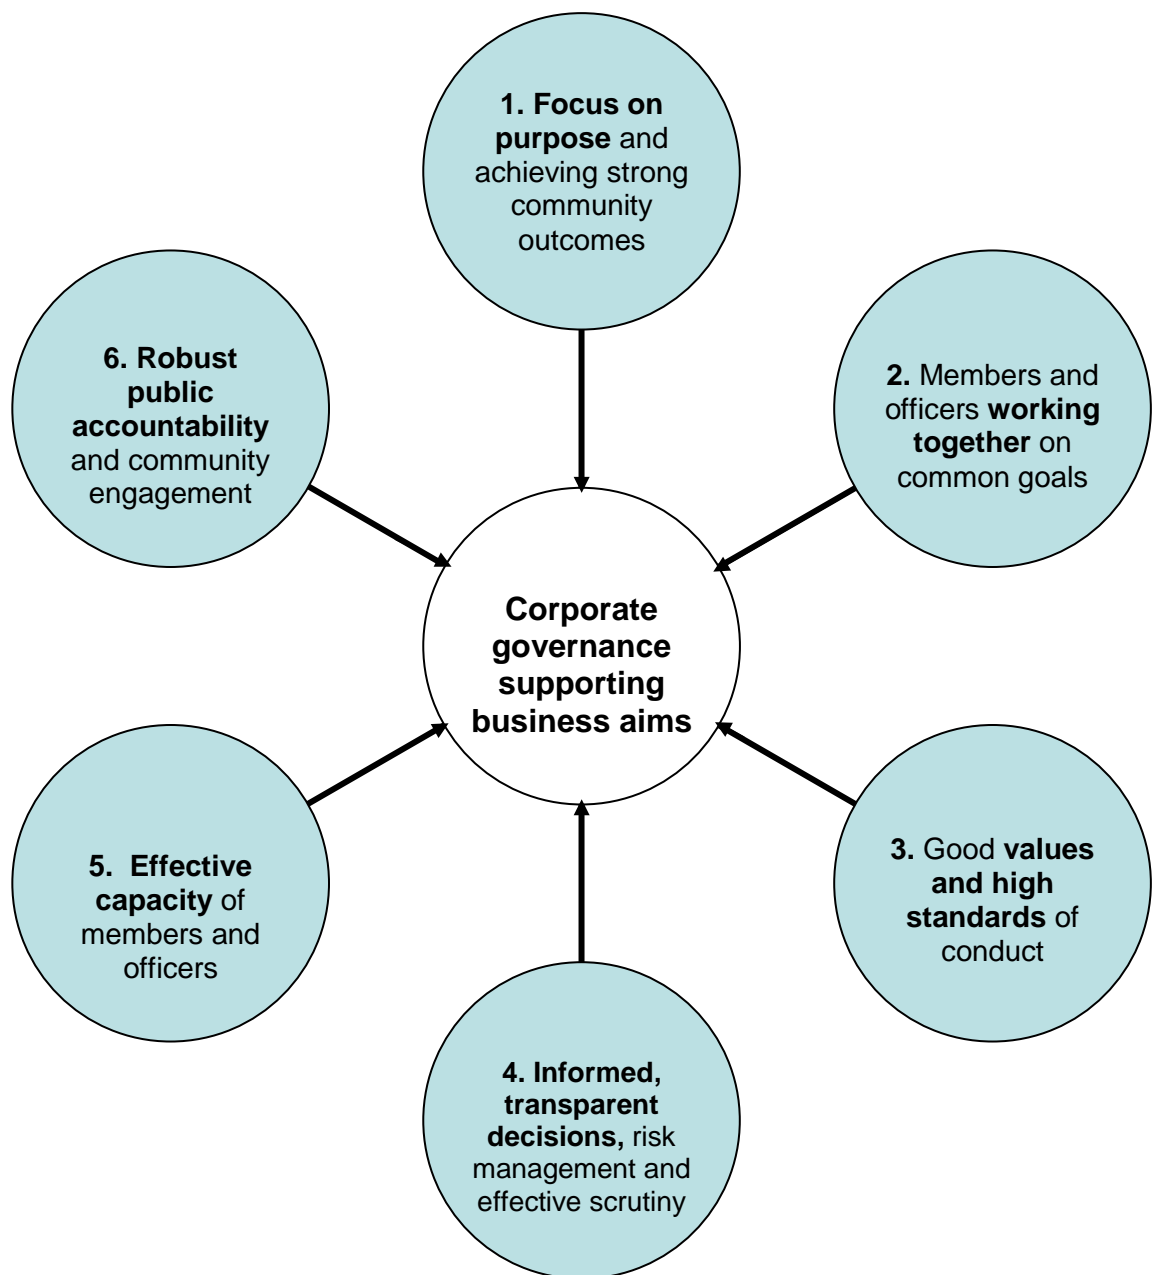 1. Focus on
purpose and
achieving strong
community
outcomes
2. Members and
officers working
together on
common goals
3. Good values
and high
standards of
conduct
4. Informed,
transparent
decisions, risk
management and
effective scrutiny
5. Effective
capacity of
members and
officers
6. Robust
public
accountability
and community
engagement
Corporate
governance
supporting
business aims